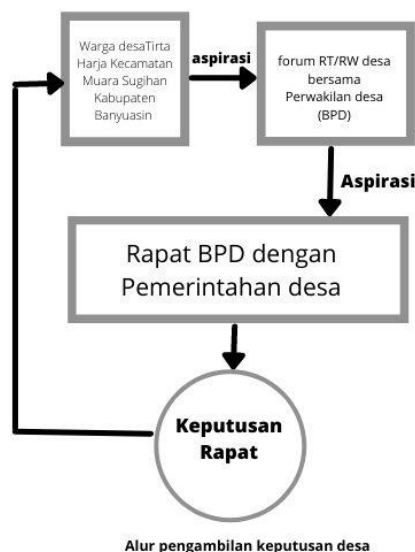 Warga desaTirta
Harja Kecamatan
Muara Sugihan
Kabupaten
Banyuasin
aspirasi
forum RT/RW desa
bersama
Perwakilan desa
(BPD)
Aspirasi
Rapat BPD dengan
Pemerintahan desa
Keputusan
Rapat
Alur pengambilan keputusan desa